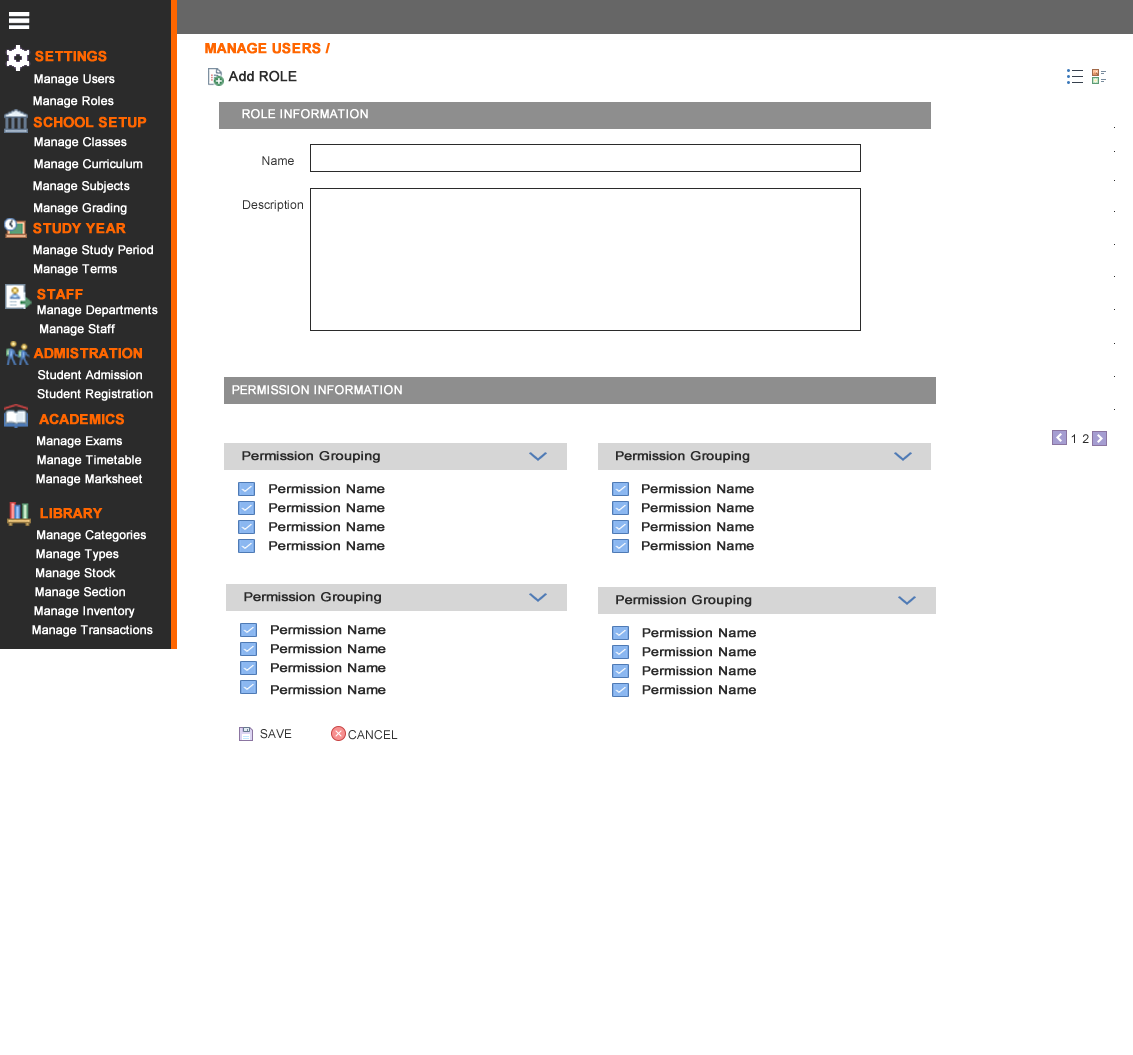 SETTINGS
Manage Users
Manage Roles
SCHOOL SETUP
Manage Classes
Manage Curriculum
Manage Subjects
Manage Grading
STUDY YEAR
Manage Study Period
Manage Terms
STAFF
Manage Departments
Manage Staff
ADMISTRATION
Student Admission
Student Registration
ACADEMICS
Manage Exams
Manage Timetable
Manage Marksheet
LIBRARY
Manage Categories
Manage Types
Manage Stock
Manage Section
Manage Inventory
Manage Transactions
MANAGE USERS /
Add ROLE
ROLE INFORMATION
Name
Description
PERMISSION INFORMATION
1 2
Permission Grouping
Permission Name
Permission Name
Permission Name
Permission Name
Permission Grouping
Permission Name
Permission Name
Permission Name
Permission Name
Permission Grouping
Permission Name
Permission Name
Permission Name
Permission Name
Permission Grouping
Permission Name
Permission Name
Permission Name
Permission Name
SAVE CANCEL